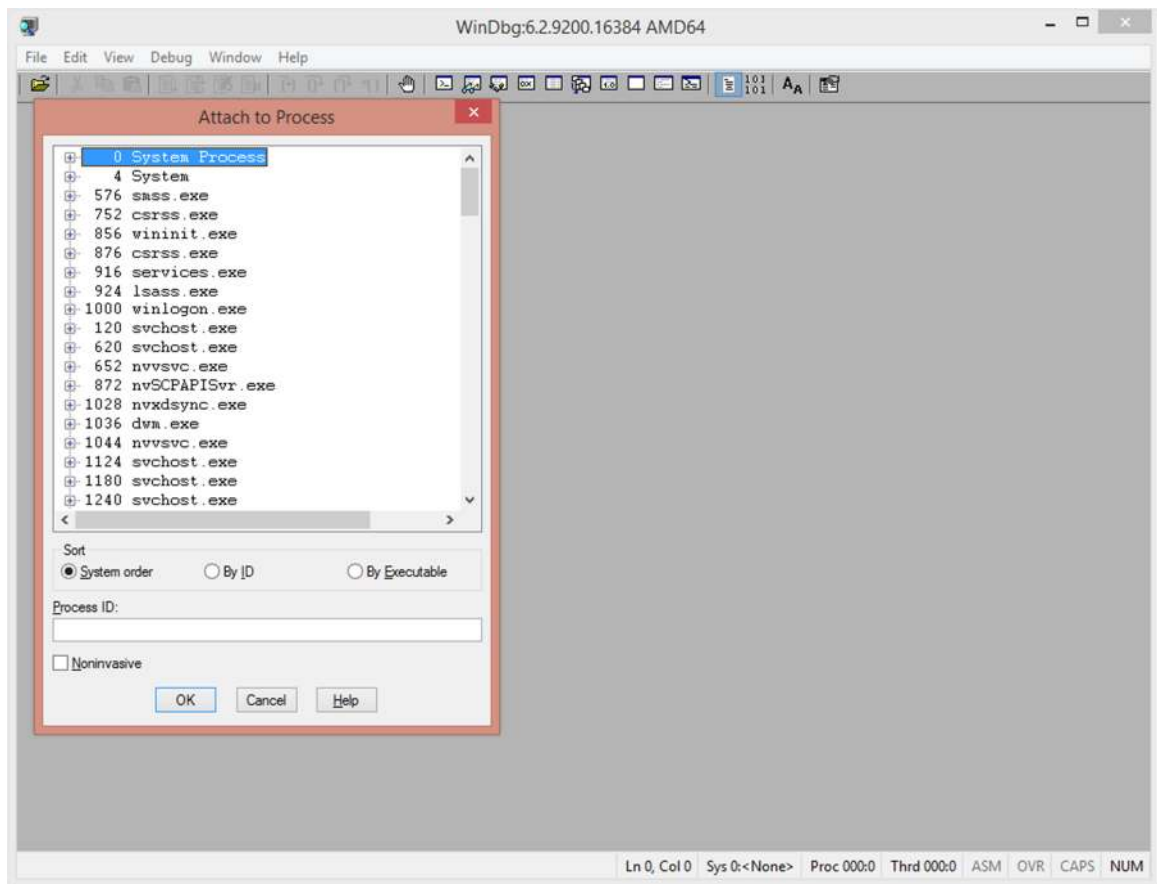 WinDbg:6.2.9200.16384 AMD64
File Edit View Debug Window Help
Attach to Process
0 System Process
4 System
576 smss.exe
752 csrss.exe
856 wininit.exe
876 csrss.exe
916 services.exe
924 lsass.exe
1000 winlogon.exe
120 svchost.exe
620 svchost.exe
652 nvvsvc.exe
872 nvSCPAPISvr.exe
1028 nvxdsync.exe
1036 dwm.exe
1044 nvvsvc.exe
1124 svchost.exe
1180 svchost.exe
1240 svchost.exe
Sort
System order By ID By Executable
Process ID:
Noninvasive
OK Cancel Help
Ln 0, Col 0 Sys 0:<None> Proc 000:0 Thrd 000:0 ASM OVR CAPS NUM